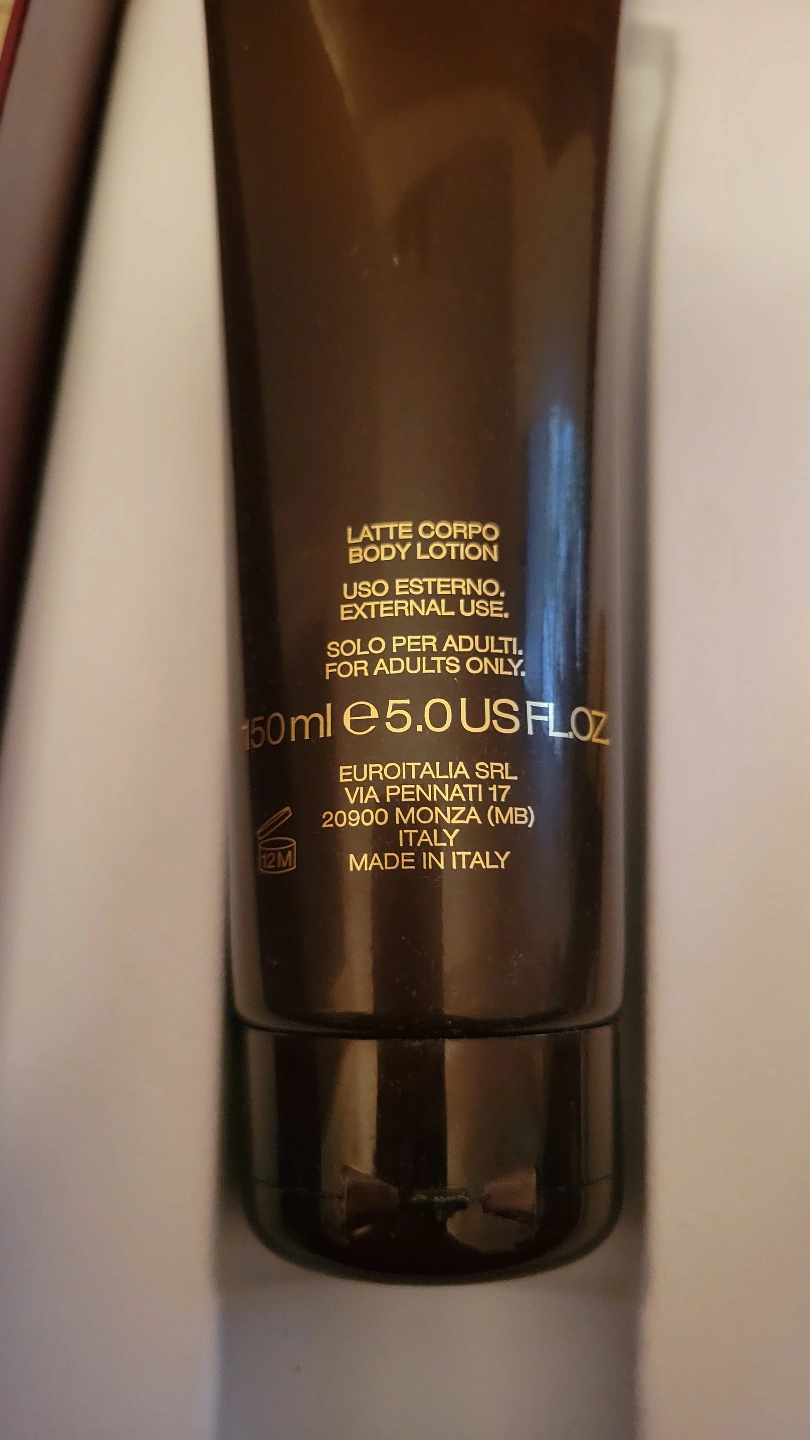 LATTE CORPO
BODY LOTION
USO ESTERNO.
EXTERNAL USE.
SOLO PER ADULTI.
FOR ADULTS ONLY.
150 ml ℮ 5.0 US FL.OZ
EUROITALIA SRL
VIA PENNATI 17
20900 MONZA (MB)
ITALY
MADE IN ITALY
12M